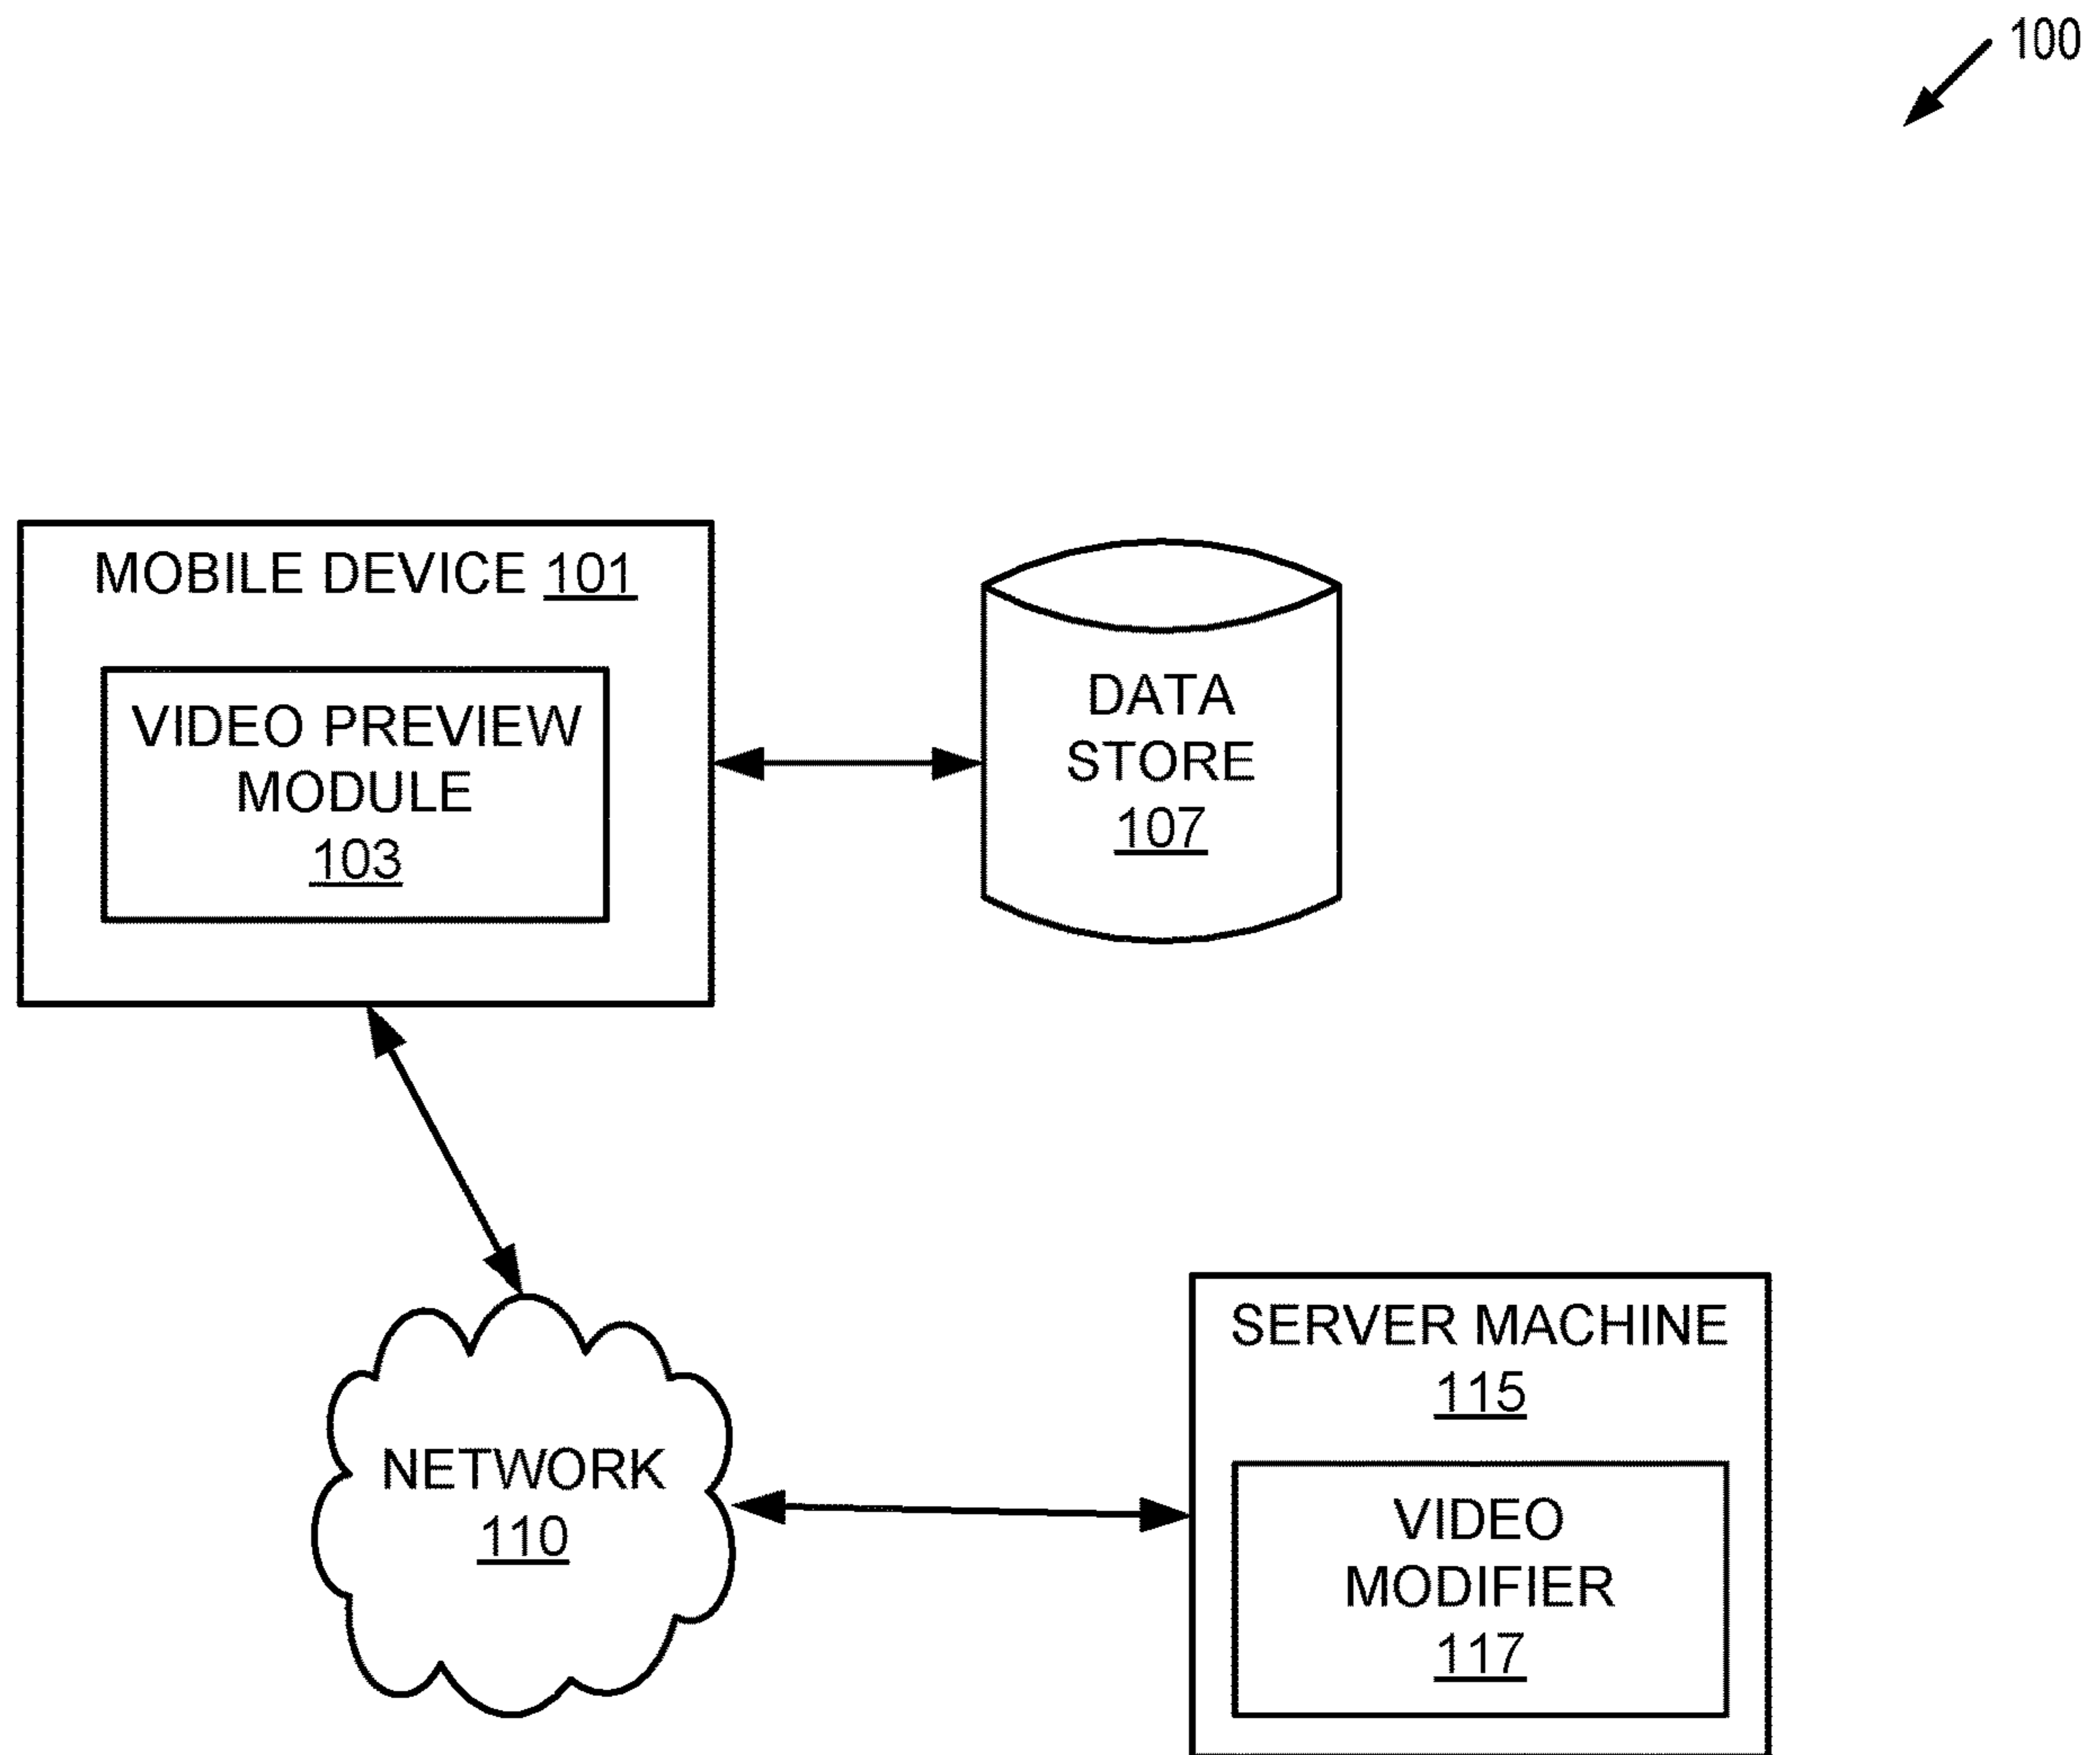 100
MOBILE DEVICE 101
VIDEO PREVIEW
MODULE
103
DATA
STORE
107
NETWORK
110
SERVER MACHINE
115
VIDEO
MODIFIER
117